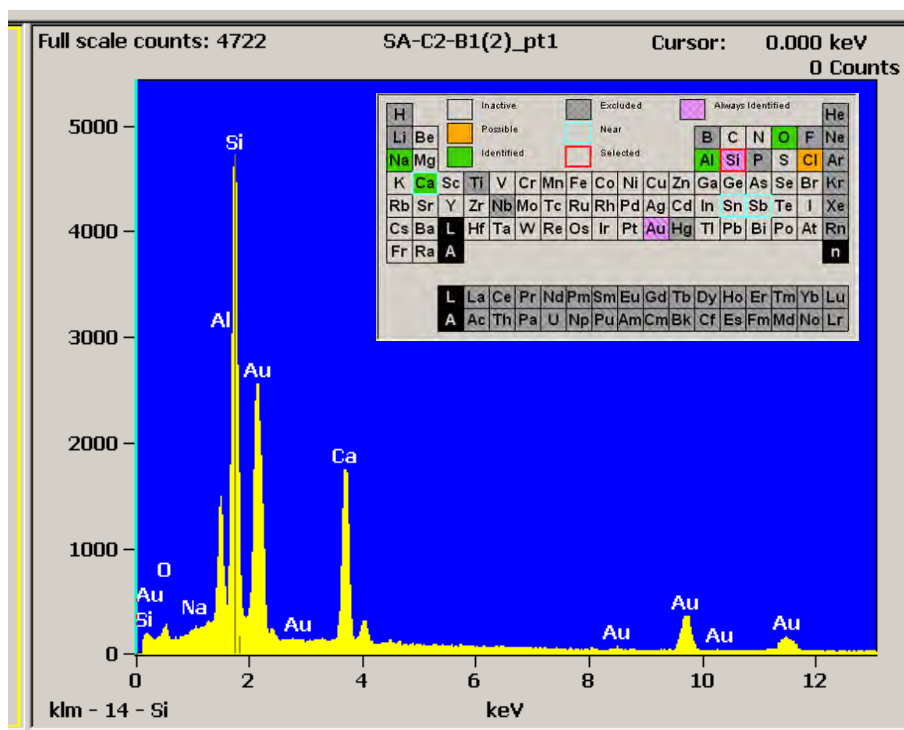 Full scale counts: 4722 SA-C2-B1(2)_pt1 Cursor: 0.000 keV
0 Counts
Inactive Excluded Always Identified
Possible Near
Identified Selected
H He
Li Be B C N O F Ne
Na Mg Al Si P S Cl Ar
K Ca Sc Ti V Cr Mn Fe Co Ni Cu Zn Ga Ge As Se Br Kr
Rb Sr Y Zr Nb Mo Tc Ru Rh Pd Ag Cd In Sn Sb Te I Xe
Cs Ba L Hf Ta W Re Os Ir Pt Au Hg Tl Pb Bi Po At Rn
Fr Ra A n
L La Ce Pr Nd Pm Sm Eu Gd Tb Dy Ho Er Tm Yb Lu
A Ac Th Pa U Np Pu Am Cm Bk Cf Es Fm Md No Lr
5000
Si
4000
Al
3000
Au
2000
Ca
1000
O
Au
Na
Si
Au
Au
Au
Au
Au
0
0 2 4 6 8 10 12
klm - 14 - Si keV